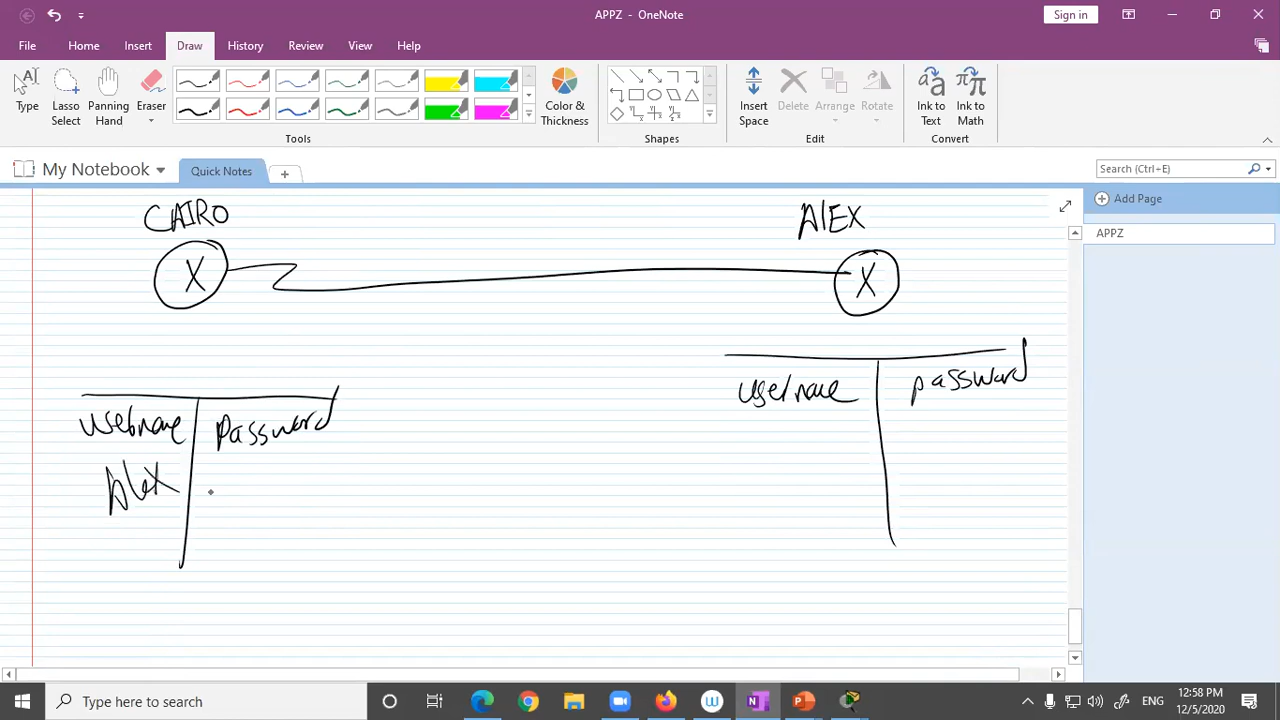 APPZ - OneNote
Sign in
File Home Insert Draw History Review View Help
Type
Lasso Select
Panning Hand
Eraser
Color & Thickness
Insert Space
Delete
Arrange
Rotate
Ink to Text
Ink to Math
Tools
Shapes
Edit
Convert
My Notebook
Quick Notes
Search (Ctrl+E)
Add Page
APPZ
CAIRO
ALEX
X
X
username
password
username
Password
Alex
Type here to search
ENG
12:58 PM
12/5/2020